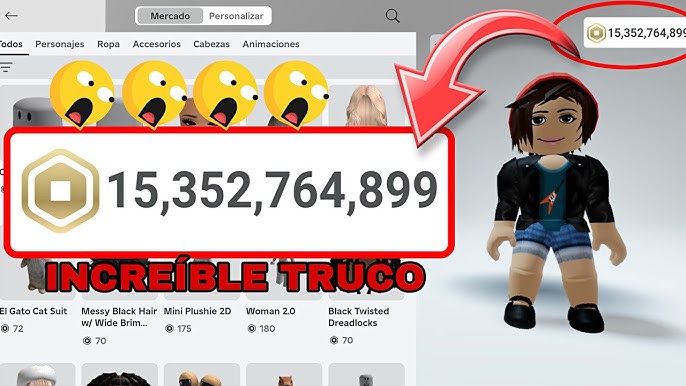 Mercado Personalizar
Todos Personajes Ropa Accesorios Cabezas Animaciones
15,352,764,899
15,352,764,899
INCREÍBLE TRUCO
El Gato Cat Suit
72
Messy Black Hair
w/ Wide Brim...
70
Mini Plushie 2D
175
Woman 2.0
180
Black Twisted
Dreadlocks
70